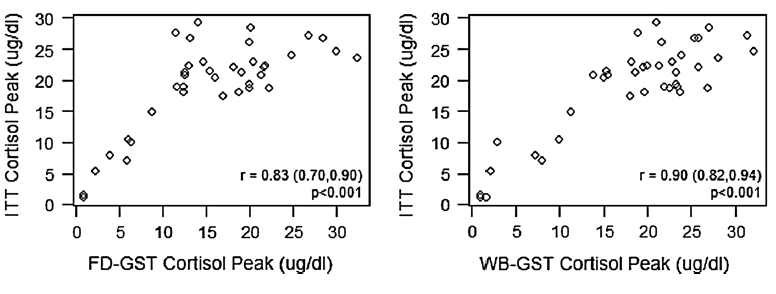 ITT Cortisol Peak (ug/dl)
30
25
20
15
10
5
0
r = 0.83 (0.70,0.90)
p<0.001
0 5 10 15 20 25 30
FD-GST Cortisol Peak (ug/dl)
ITT Cortisol Peak (ug/dl)
30
25
20
15
10
5
0
r = 0.90 (0.82,0.94)
p<0.001
0 5 10 15 20 25 30
WB-GST Cortisol Peak (ug/dl)